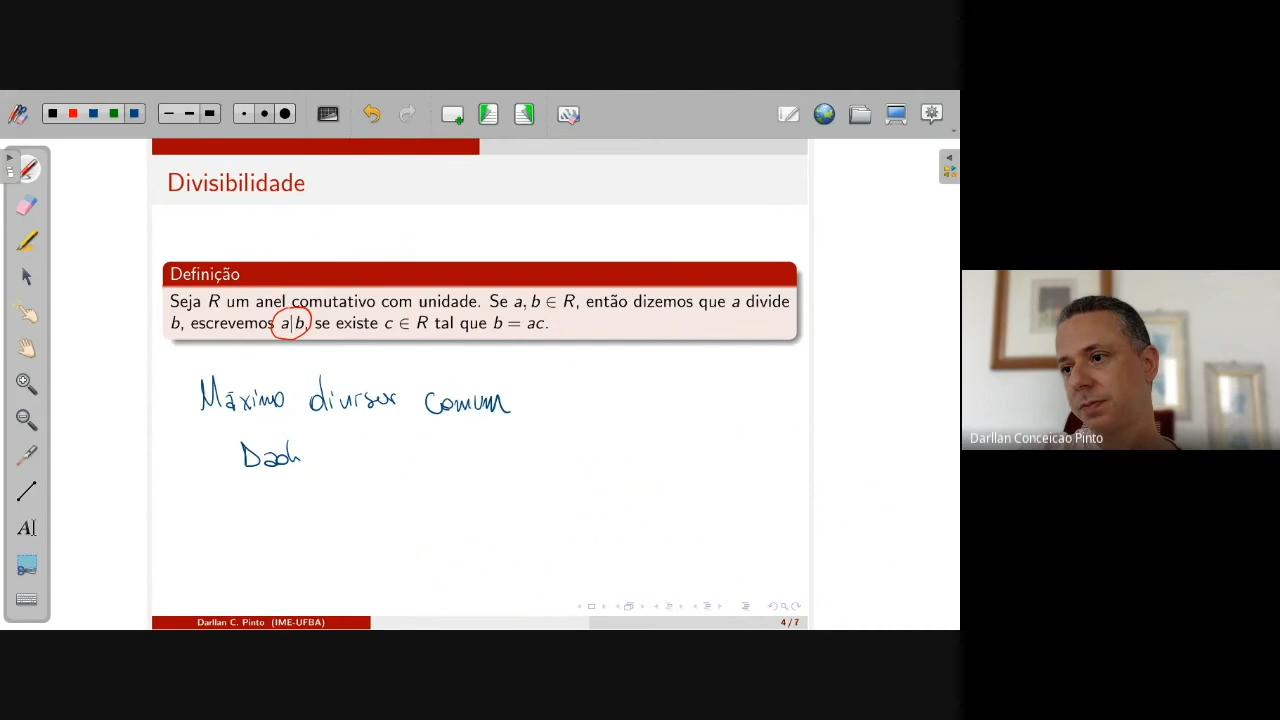 Divisibilidade
Definição
Seja R um anel comutativo com unidade. Se a, b ∈ R, então dizemos que a divide
b, escrevemos a|b, se existe c ∈ R tal que b = ac.
Máximo divisor comum
Dado
Darllan Conceicao Pinto
Darllan C. Pinto (IME-UFBA)
4 / 7